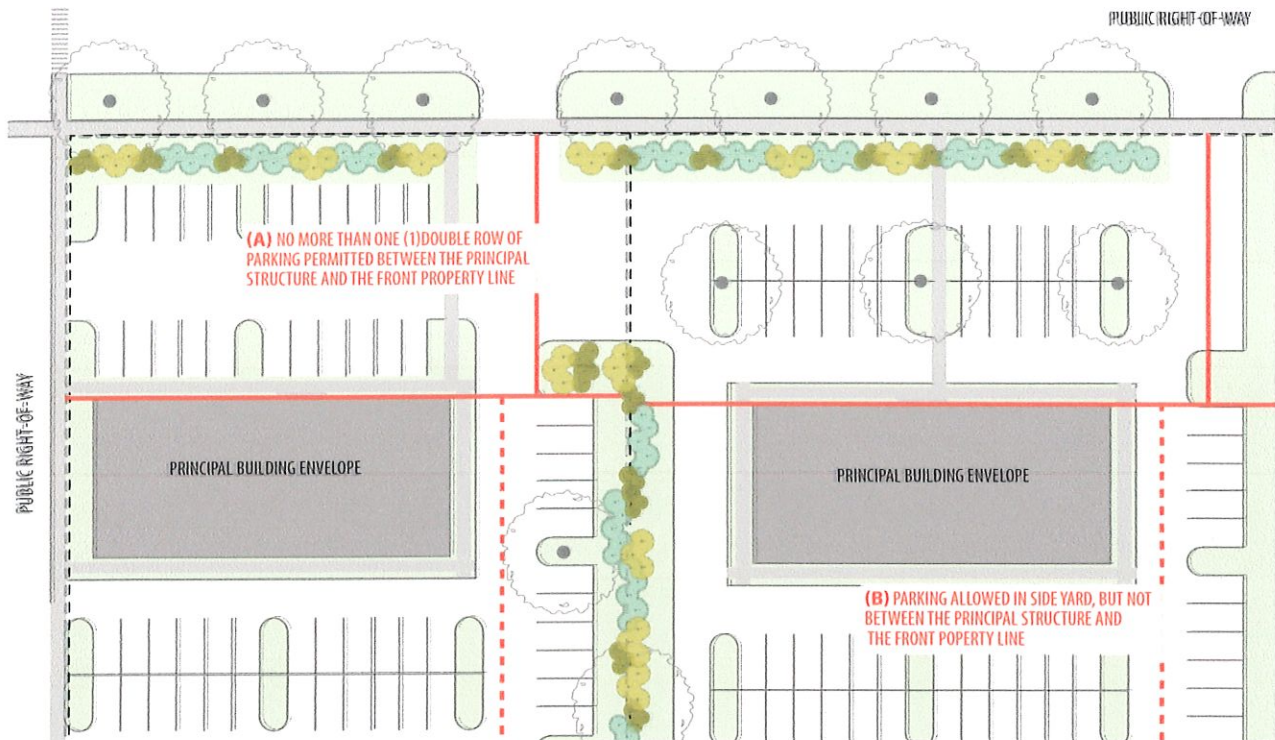 PUBLIC RIGHT-OF-WAY
(A) NO MORE THAN ONE (1)DOUBLE ROW OF
PARKING PERMITTED BETWEEN THE PRINCIPAL
STRUCTURE AND THE FRONT PROPERTY LINE
PUBLIC RIGHT-OF-WAY
PRINCIPAL BUILDING ENVELOPE
PRINCIPAL BUILDING ENVELOPE
(B) PARKING ALLOWED IN SIDE YARD, BUT NOT
BETWEEN THE PRINCIPAL STRUCTURE AND
THE FRONT POPERTY LINE